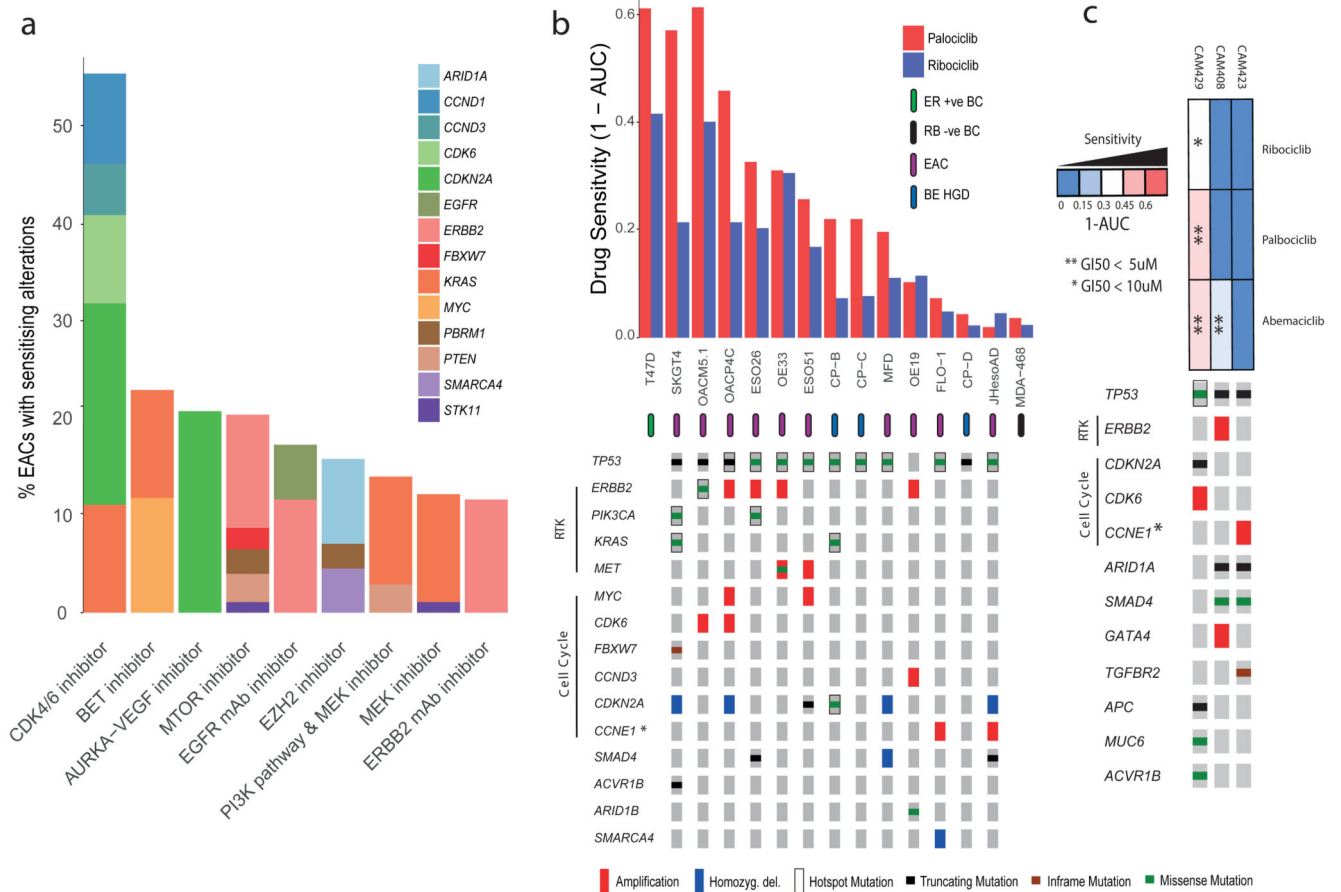 a
% EACs with sensitising alterations
50
40
30
20
10
0
CDK4/6 inhibitor
BET inhibitor
AURKA−VEGF inhibitor
MTOR inhibitor
EGFR mAb inhibitor
EZH2 inhibitor
PI3K pathway & MEK inhibitor
MEK inhibitor
ERBB2 mAb inhibitor
ARID1A
CCND1
CCND3
CDK6
CDKN2A
EGFR
ERBB2
FBXW7
KRAS
MYC
PBRM1
PTEN
SMARCA4
STK11
b
Drug Sensitvity (1 − AUC)
0.6
0.4
0.2
0.0
Palociclib
Ribociclib
ER +ve BC
RB -ve BC
EAC
BE HGD
T47D
SKGT4
OACM5.1
OACP4C
ESO26
OE33
ESO51
CP−B
CP−C
MFD
OE19
FLO−1
CP−D
JHesoAD
MDA−468
RTK
Cell Cycle
TP53
ERBB2
PIK3CA
KRAS
MET
MYC
CDK6
FBXW7
CCND3
CDKN2A
CCNE1 *
SMAD4
ACVR1B
ARID1B
SMARCA4
Amplification
Homozyg. del.
Hotspot Mutation
Truncating Mutation
Inframe Mutation
Missense Mutation
c
CAM429
CAM408
CAM423
Sensitivity
0 0.15 0.3 0.45 0.6
1-AUC
** GI50 < 5uM
* GI50 < 10uM
*
Ribociclib
**
Palbociclib
** **
Abemaciclib
RTK
Cell Cycle
TP53
ERBB2
CDKN2A
CDK6
CCNE1*
ARID1A
SMAD4
GATA4
TGFBR2
APC
MUC6
ACVR1B